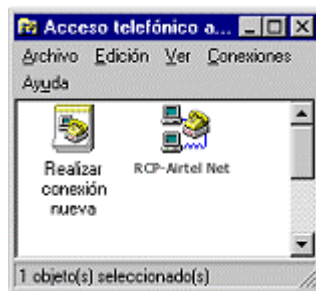 Acceso telefónico a...
Archivo Edición Ver Conexiones
Ayuda
Realizar
conexión
nueva
RCP-Airtel Net
1 objeto(s) seleccionado(s)